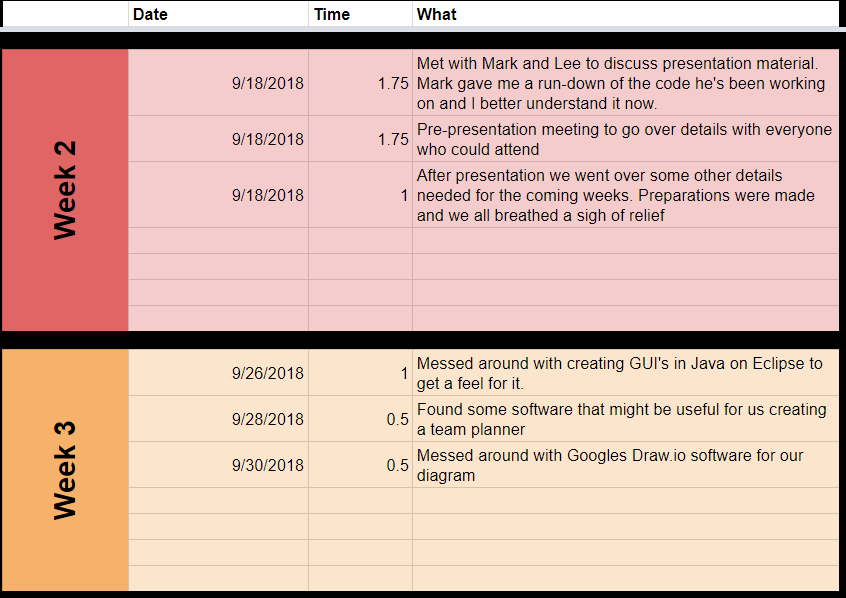 Date Time What
Week 2
9/18/2018 1.75 Met with Mark and Lee to discuss presentation material.
Mark gave me a run-down of the code he's been working
on and I better understand it now.
9/18/2018 1.75 Pre-presentation meeting to go over details with everyone
who could attend
9/18/2018 1 After presentation we went over some other details
needed for the coming weeks. Preparations were made
and we all breathed a sigh of relief
Week 3
9/26/2018 1 Messed around with creating GUI's in Java on Eclipse to
get a feel for it.
9/28/2018 0.5 Found some software that might be useful for us creating
a team planner
9/30/2018 0.5 Messed around with Googles Draw.io software for our
diagram